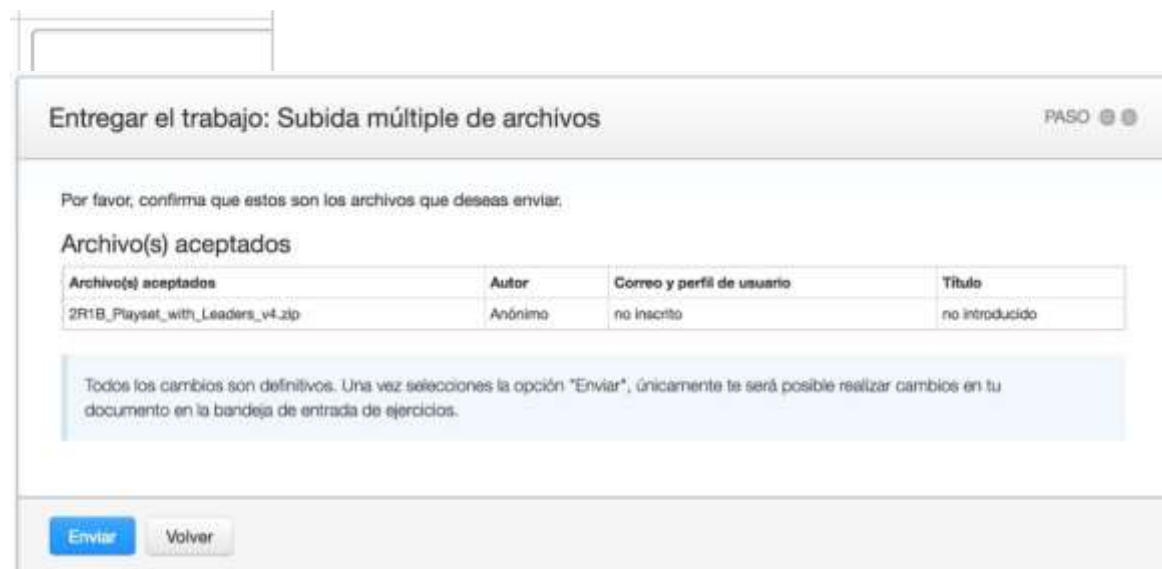 Entregar el trabajo: Subida múltiple de archivos
PASO
Por favor, confirma que estos son los archivos que deseas enviar.
Archivo(s) aceptados
Archivo(s) aceptados Autor Correo y perfil de usuario Título
2R1B_Playset_with_Leaders_v4.zip Anónimo no inscrito no introducido
Todos los cambios son definitivos. Una vez selecciones la opción "Enviar", únicamente te será posible realizar cambios en tu
documento en la bandeja de entrada de ejercicios.
Enviar Volver